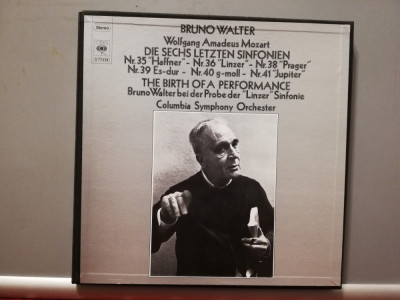 BRUNO WALTER
Stereo
CBS
Wolfgang Amadeus Mozart
DIE SECHS LETZTEN SINFONIEN
Nr.35 "Haffner" - Nr.36 "Linzer" - Nr.38 "Prager"
Nr.39 Es-dur - Nr.40 g-moll - Nr.41 "Jupiter"
THE BIRTH OF A PERFORMANCE
Bruno Walter bei der Probe der "Linzer" Sinfonie
Columbia Symphony Orchester